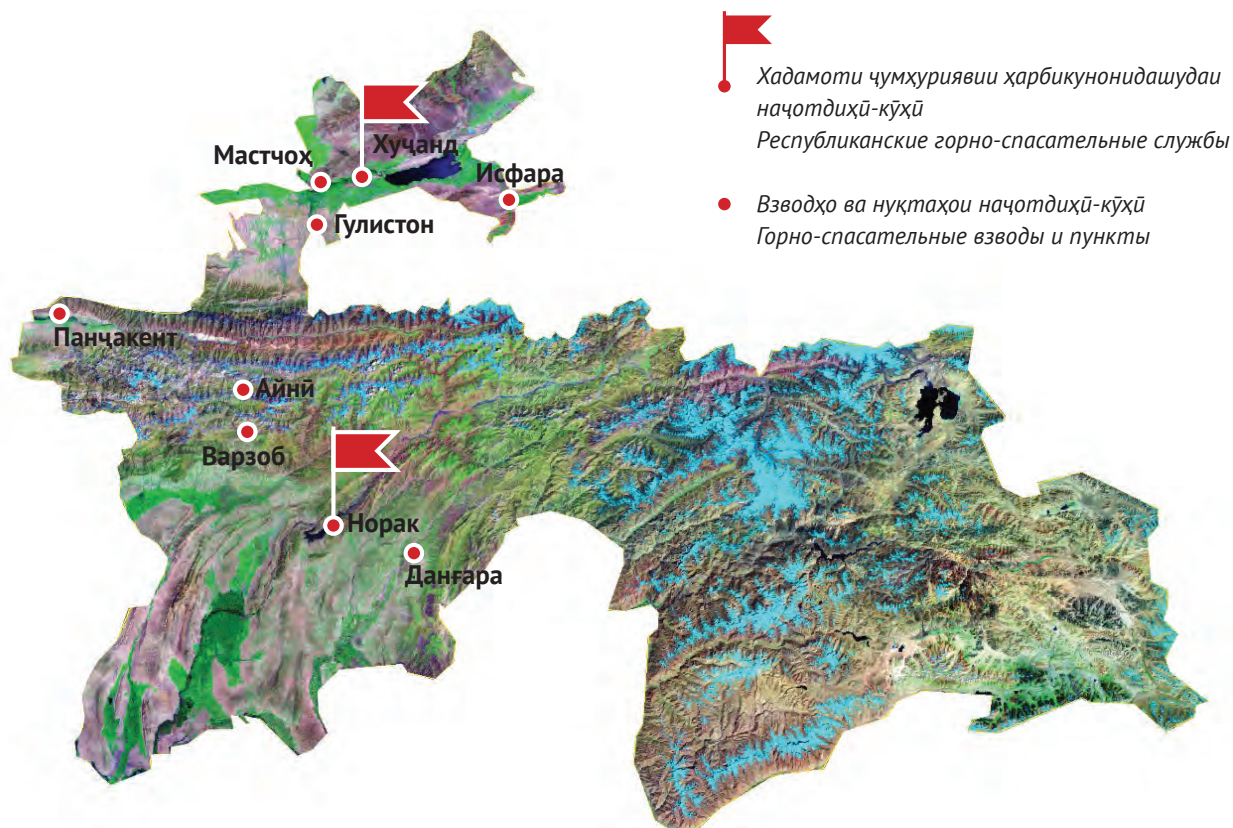 Хадамоти ҷумҳуриявии ҳарбикунонидашудаи
наҷотдиҳӣ-кӯҳӣ
Республиканские горно-спасательные службы
Взводҳо ва нуқтаҳои наҷотдиҳӣ-кӯҳӣ
Горно-спасательные взводы и пункты
Хуҷанд
Мастчоҳ
Исфара
Гулистон
Панҷакент
Айнӣ
Варзоб
Норак
Данғара